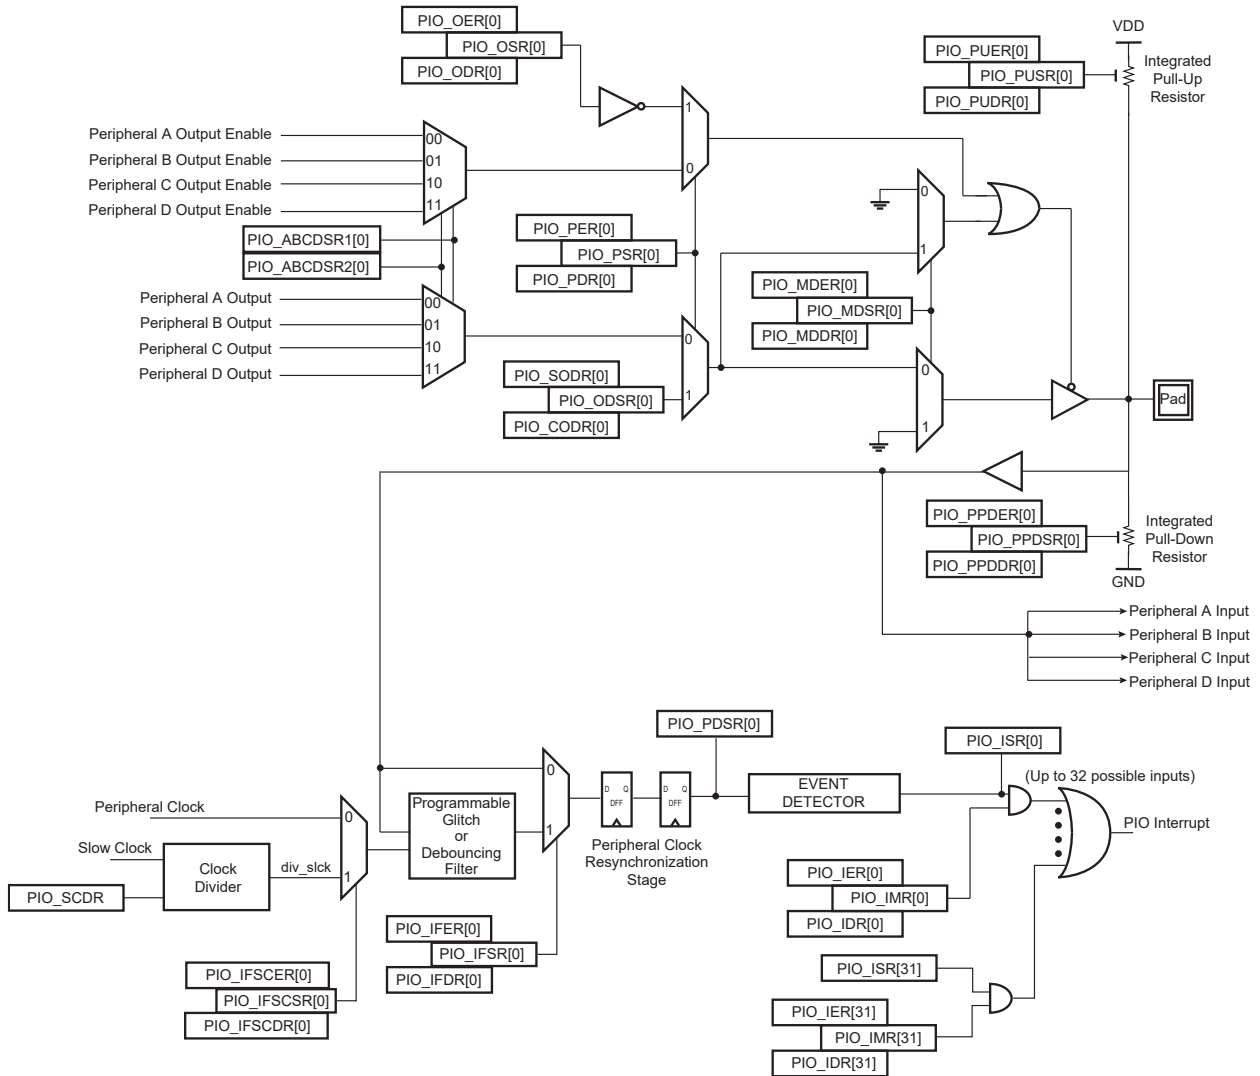 PIO_OER[0]
PIO_OSR[0]
PIO_ODR[0]
1
0
VDD
PIO_PUER[0]
PIO_PUSR[0]
PIO_PUDR[0]
Integrated
Pull-Up
Resistor
Peripheral A Output Enable
Peripheral B Output Enable
Peripheral C Output Enable
Peripheral D Output Enable
00
01
10
11
PIO_ABCDSR1[0]
PIO_ABCDSR2[0]
PIO_PER[0]
PIO_PSR[0]
PIO_PDR[0]
0
1
Peripheral A Output
Peripheral B Output
Peripheral C Output
Peripheral D Output
00
01
10
11
PIO_MDER[0]
PIO_MDSR[0]
PIO_MDDR[0]
0
1
PIO_SODR[0]
PIO_ODSR[0]
PIO_CODR[0]
0
1
Pad
PIO_PPDER[0]
PIO_PPDSR[0]
PIO_PPDDR[0]
Integrated
Pull-Down
Resistor
GND
Peripheral A Input
Peripheral B Input
Peripheral C Input
Peripheral D Input
PIO_PDSR[0]
PIO_ISR[0]
(Up to 32 possible inputs)
Peripheral Clock
Slow Clock
Clock
Divider
div_slck
PIO_SCDR
0
1
Programmable
Glitch
or
Debouncing
Filter
0
1
D Q
DFF
D Q
DFF
Peripheral Clock
Resynchronization
Stage
EVENT
DETECTOR
PIO Interrupt
PIO_IER[0]
PIO_IMR[0]
PIO_IDR[0]
PIO_IFER[0]
PIO_IFSR[0]
PIO_IFDR[0]
PIO_IFSCER[0]
PIO_IFSCSR[0]
PIO_IFSCDR[0]
PIO_ISR[31]
PIO_IER[31]
PIO_IMR[31]
PIO_IDR[31]